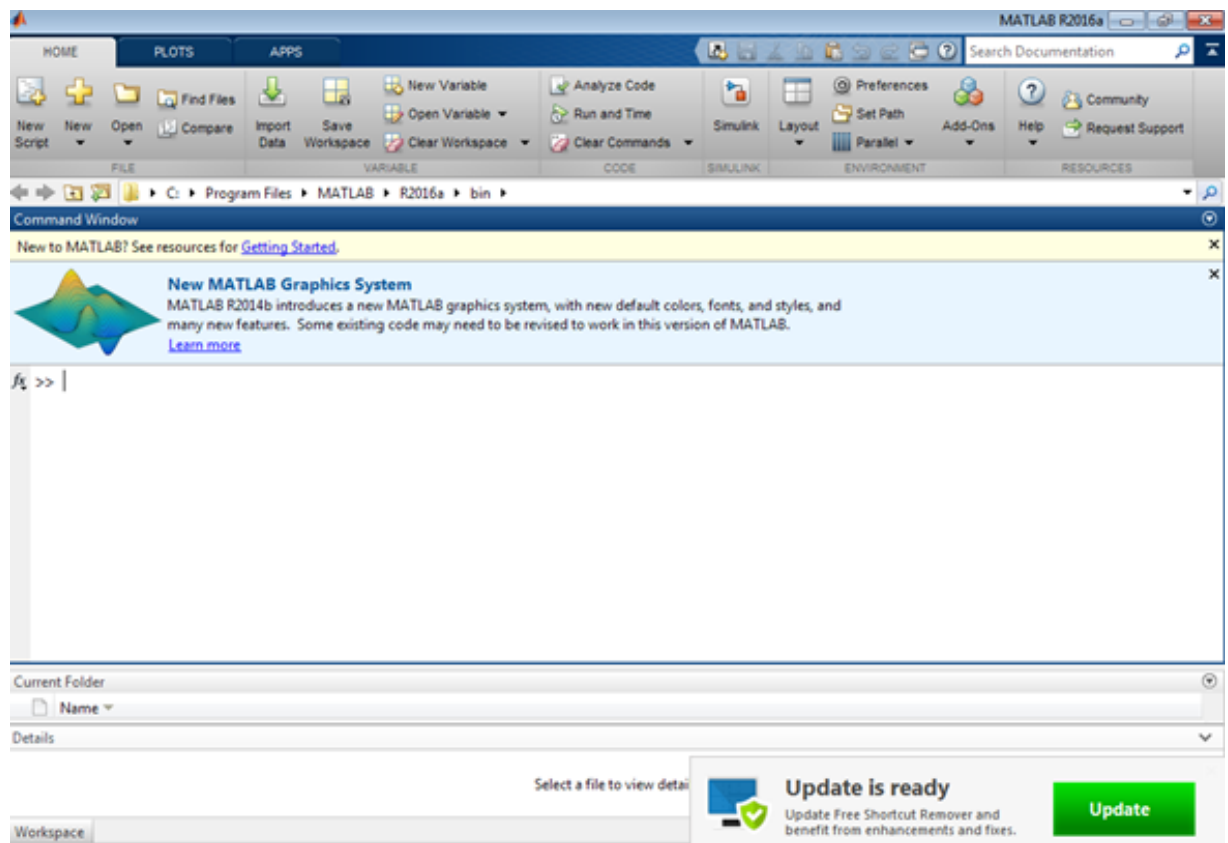 MATLAB R2016a
HOME PLOTS APPS
Search Documentation
New Script
New
Open
Find Files
Compare
FILE
Import Data
Save Workspace
New Variable
Open Variable
Clear Workspace
VARIABLE
Analyze Code
Run and Time
Clear Commands
CODE
Simulink
SIMULINK
Layout
Preferences
Set Path
Parallel
Add-Ons
ENVIRONMENT
Help
Community
Request Support
RESOURCES
C: Program Files MATLAB R2016a bin
Command Window
New to MATLAB? See resources for Getting Started.
New MATLAB Graphics System
MATLAB R2014b introduces a new MATLAB graphics system, with new default colors, fonts, and styles, and
many new features. Some existing code may need to be revised to work in this version of MATLAB.
Learn more
fx >>
Current Folder
Name
Details
Select a file to view detai
Update is ready
Update Free Shortcut Remover and
benefit from enhancements and fixes.
Update
Workspace